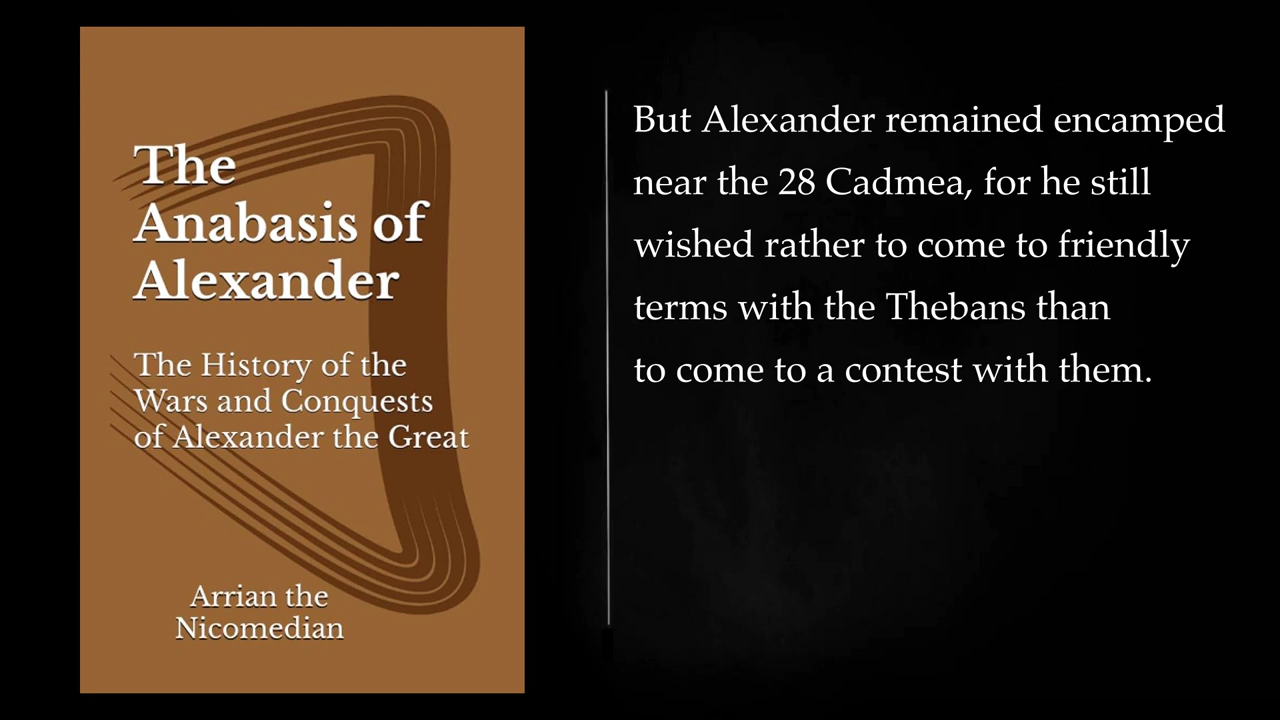 The
Anabasis of
Alexander
The History of the
Wars and Conquests
of Alexander the Great
Arrian the
Nicomedian
But Alexander remained encamped
near the 28 Cadmea, for he still
wished rather to come to friendly
terms with the Thebans than
to come to a contest with them.